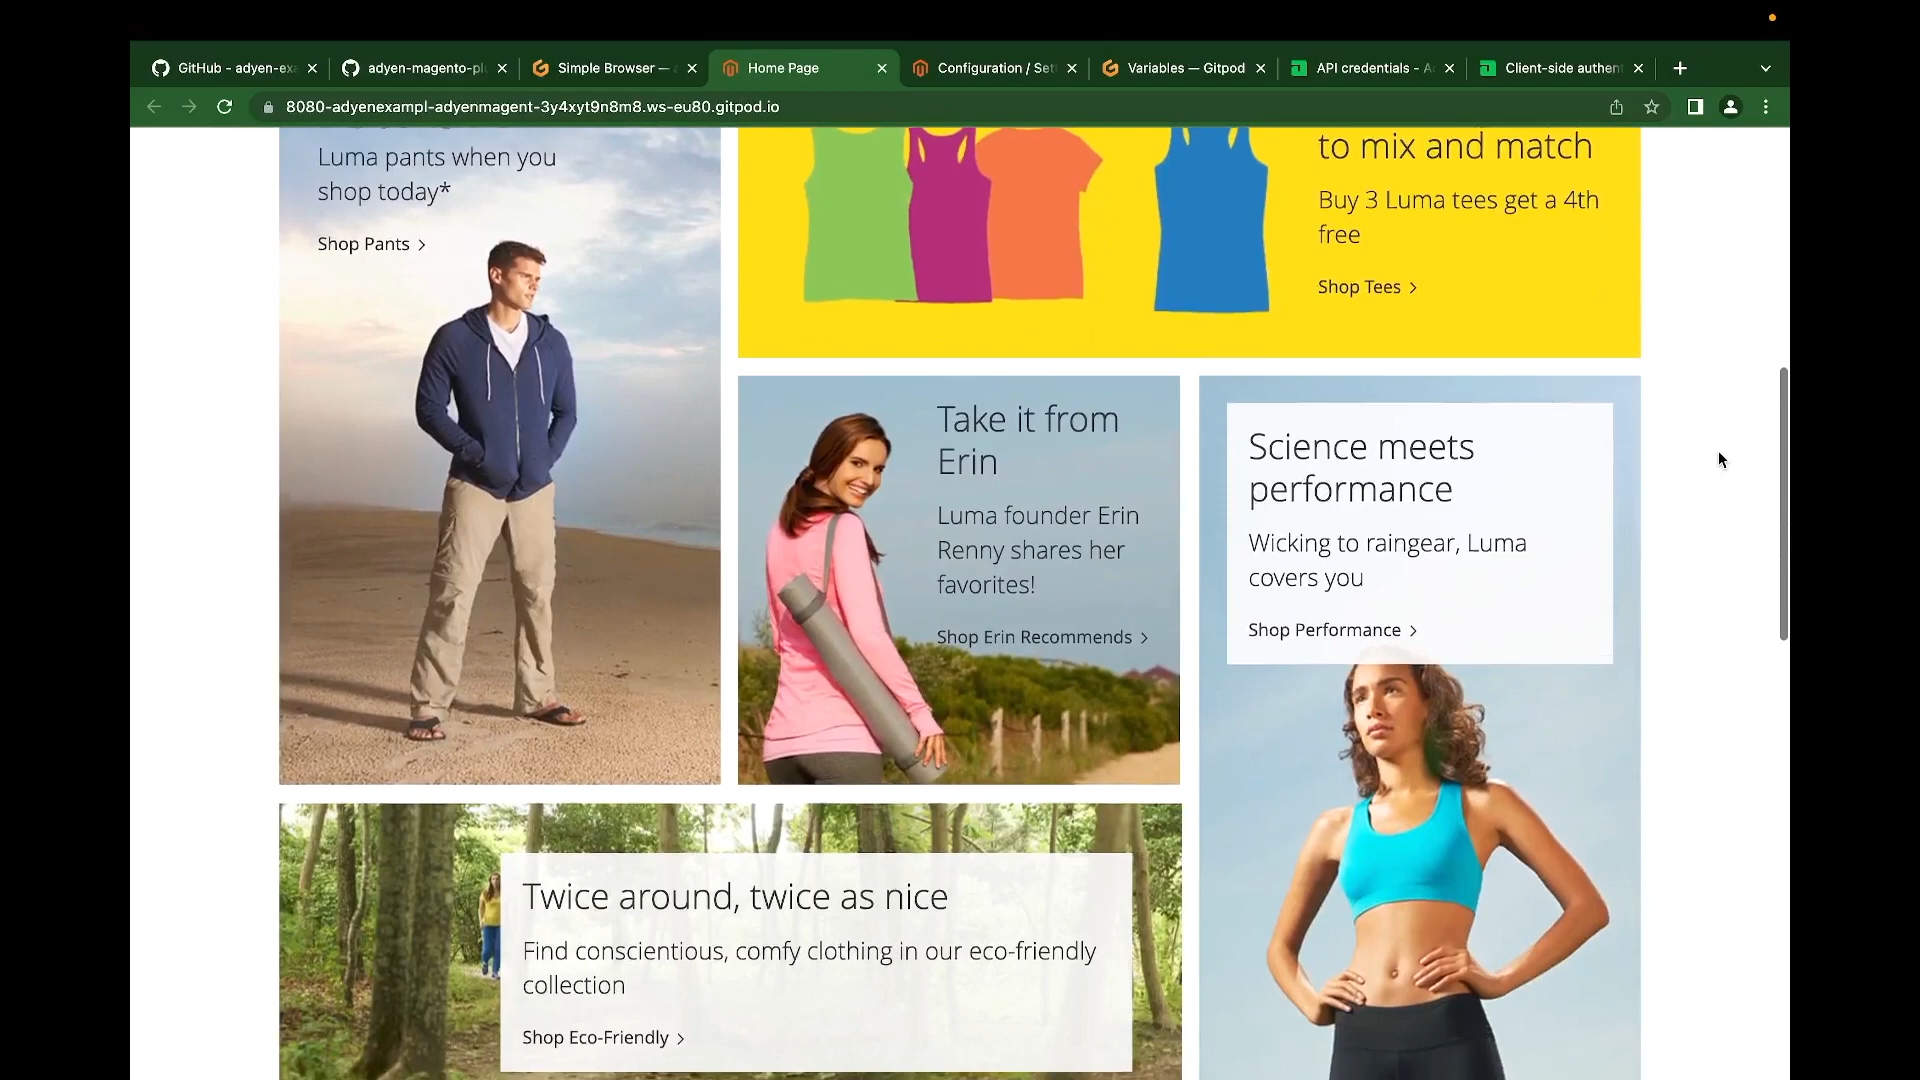 GitHub - adyen-exa
adyen-magento-pl
Simple Browser —
Home Page
Configuration / Set
Variables — Gitpod
API credentials - A
Client-side authent
8080-adyenexampl-adyenmagent-3y4xyt9n8m8.ws-eu80.gitpod.io
Luma pants when you
shop today*
Shop Pants >
to mix and match
Buy 3 Luma tees get a 4th
free
Shop Tees >
Take it from
Erin
Luma founder Erin
Renny shares her
favorites!
Shop Erin Recommends >
Science meets
performance
Wicking to raingear, Luma
covers you
Shop Performance >
Twice around, twice as nice
Find conscientious, comfy clothing in our eco-friendly
collection
Shop Eco-Friendly >